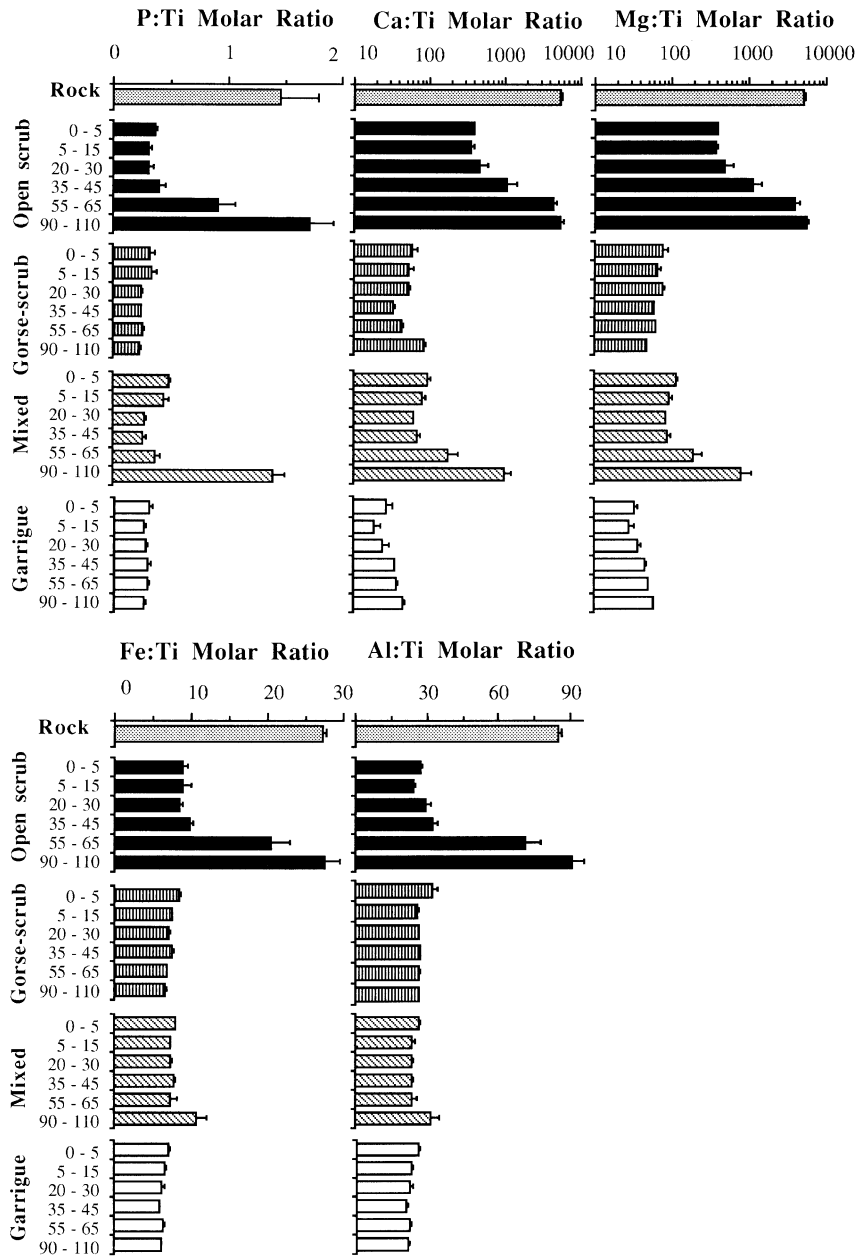 P:Ti Molar Ratio
Ca:Ti Molar Ratio
Mg:Ti Molar Ratio
0 1 2
10 100 1000 10000
10 100 1000 10000
Rock
Open scrub
0 - 5
5 - 15
20 - 30
35 - 45
55 - 65
90 - 110
Gorse-scrub
0 - 5
5 - 15
20 - 30
35 - 45
55 - 65
90 - 110
Mixed
0 - 5
5 - 15
20 - 30
35 - 45
55 - 65
90 - 110
Garrigue
0 - 5
5 - 15
20 - 30
35 - 45
55 - 65
90 - 110
Fe:Ti Molar Ratio
Al:Ti Molar Ratio
0 10 20 30
0 30 60 90
Rock
Open scrub
0 - 5
5 - 15
20 - 30
35 - 45
55 - 65
90 - 110
Gorse-scrub
0 - 5
5 - 15
20 - 30
35 - 45
55 - 65
90 - 110
Mixed
0 - 5
5 - 15
20 - 30
35 - 45
55 - 65
90 - 110
Garrigue
0 - 5
5 - 15
20 - 30
35 - 45
55 - 65
90 - 110